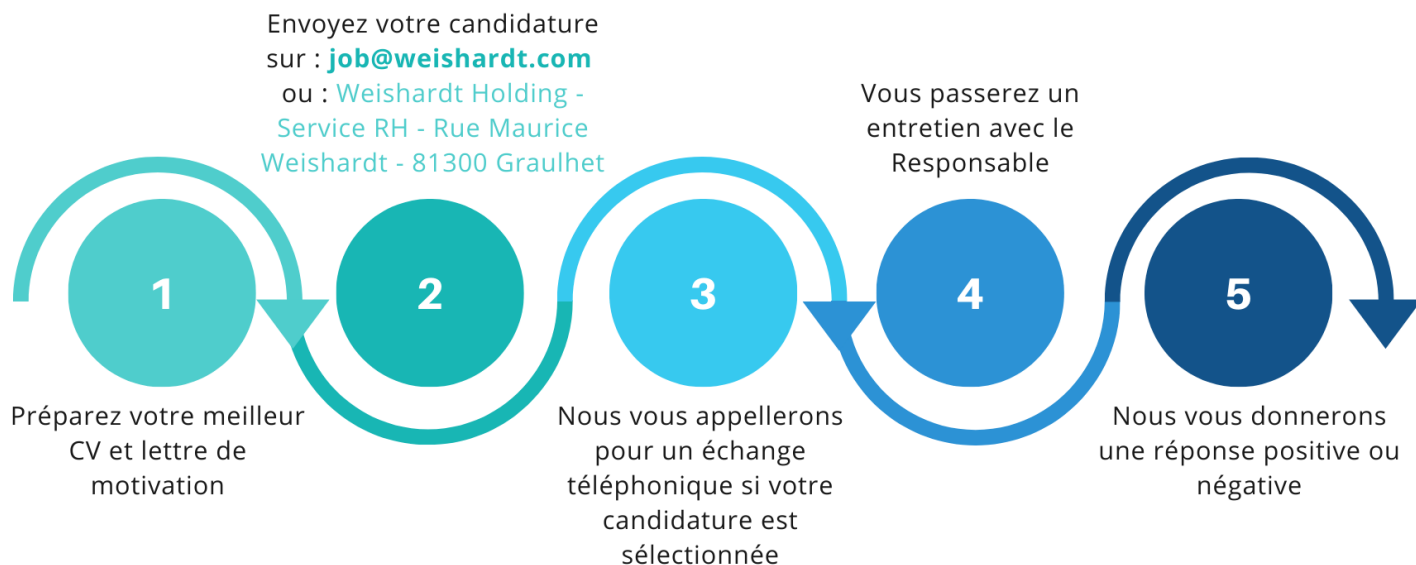 1
Préparez votre meilleur
CV et lettre de
motivation
Envoyez votre candidature
sur : job@weishardt.com
ou : Weishardt Holding -
Service RH - Rue Maurice
Weishardt - 81300 Graulhet
2
3
Nous vous appellerons
pour un échange
téléphonique si votre
candidature est
sélectionnée
Vous passerez un
entretien avec le
Responsable
4
5
Nous vous donnerons
une réponse positive ou
négative